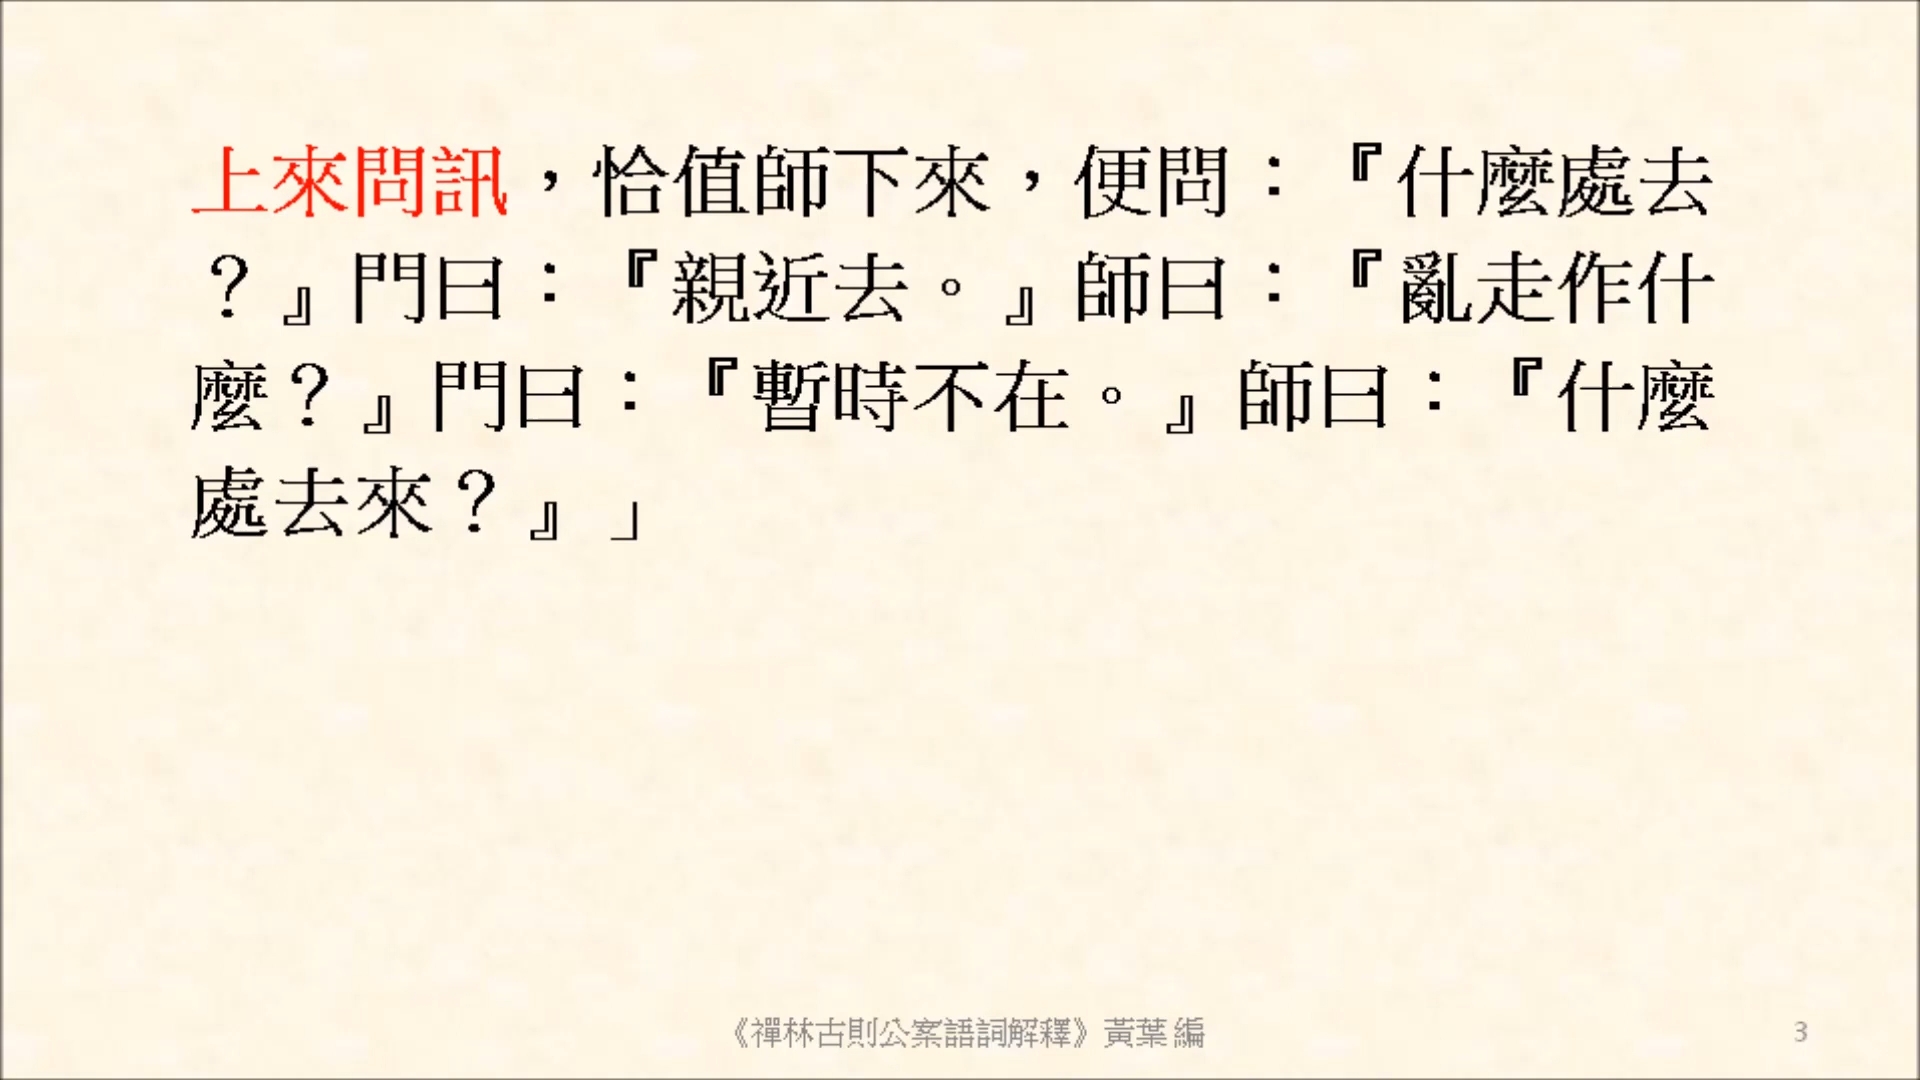 上來問訊，恰值師下來，便問：『什麼處去
？』門曰：『親近去。』師曰：『亂走作什
麼？』門曰：『暫時不在。』師曰：『什麼
處去來？』」
《禪林古則公案語詞解釋》黃葉 編
3